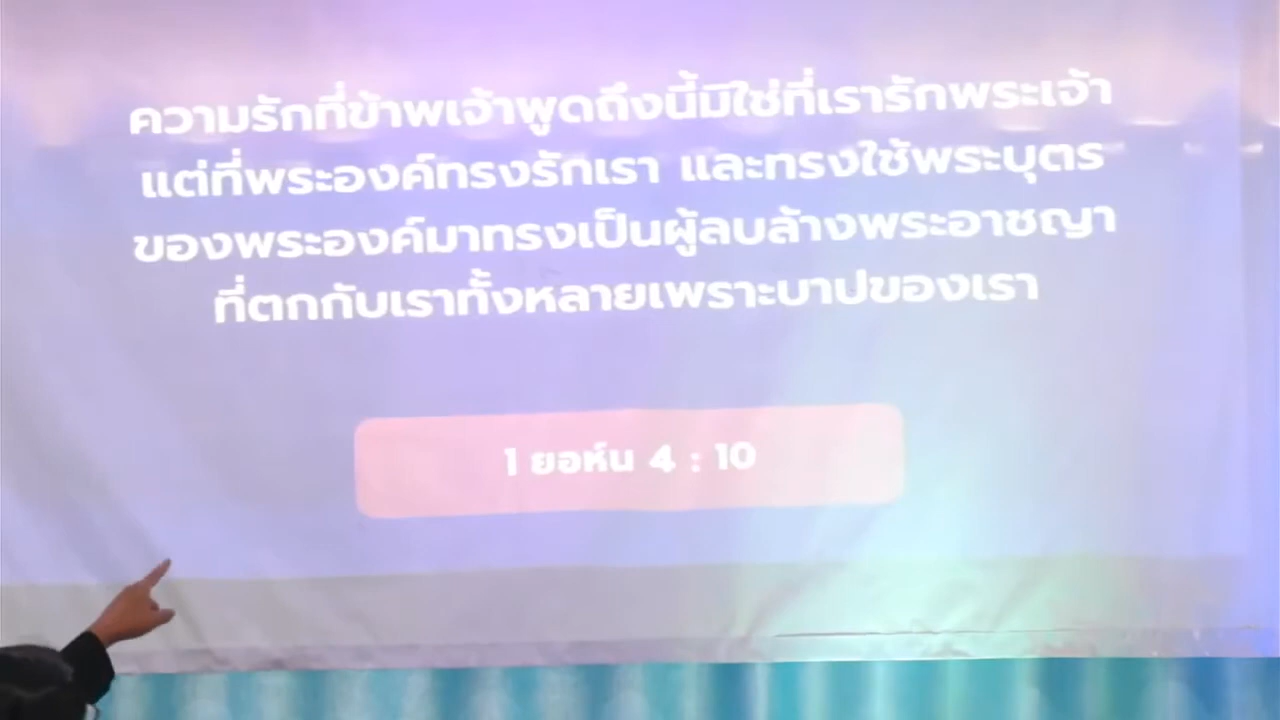 ความรักที่ข้าพเจ้าพูดถึงนี้มิใช่ที่เรารักพระเจ้า
แต่ที่พระองค์ทรงรักเรา และทรงใช้พระบุตร
ของพระองค์มาทรงเป็นผู้ลบล้างพระอาชญา
ที่ตกกับเราทั้งหลายเพราะบาปของเรา
1 ยอห์น 4 : 10